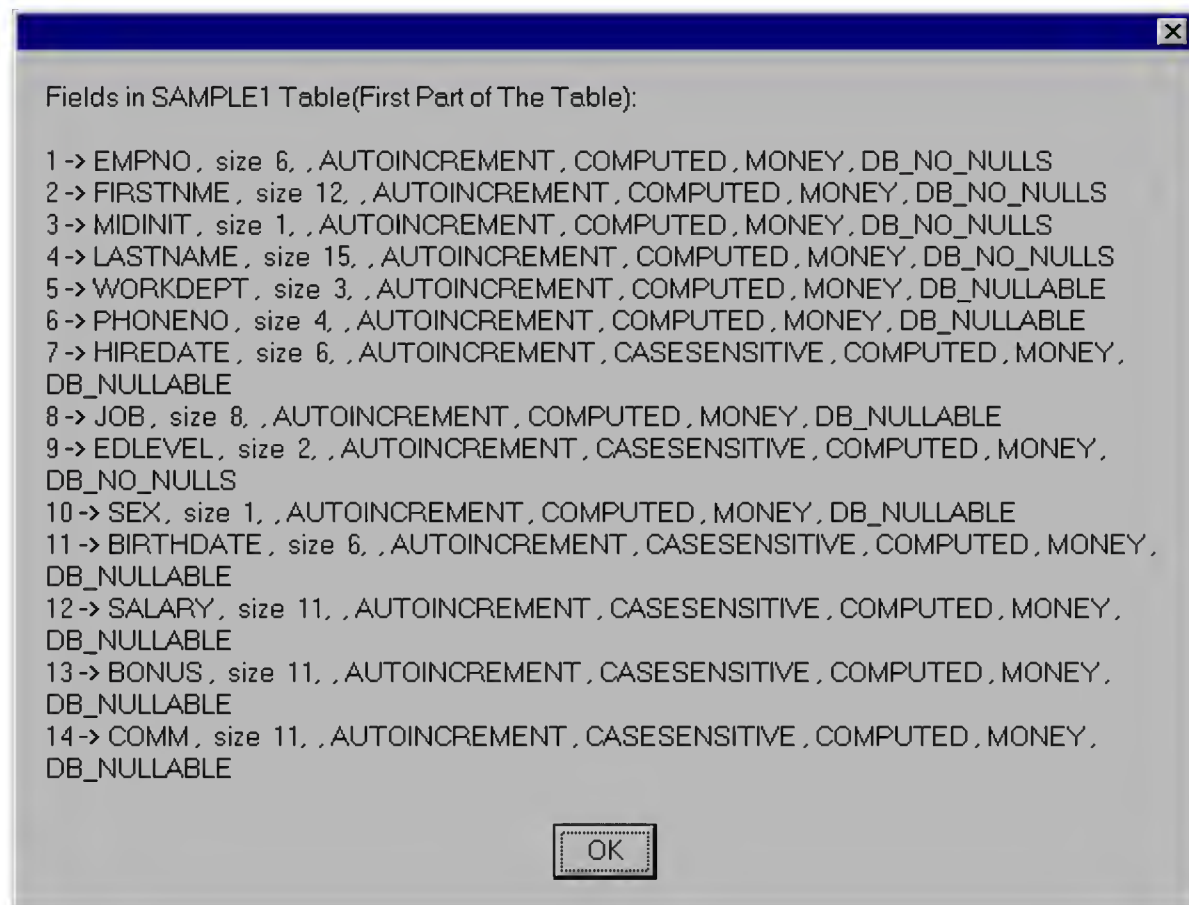 Fields in SAMPLE1 Table(First Part of The Table):
1 -> EMPNO , size 6, , AUTOINCREMENT , COMPUTED , MONEY , DB_NO_NULLS
2 -> FIRSTNME , size 12, , AUTOINCREMENT , COMPUTED , MONEY , DB_NO_NULLS
3 -> MIDINIT , size 1, , AUTOINCREMENT , COMPUTED , MONEY , DB_NO_NULLS
4 -> LASTNAME , size 15, , AUTOINCREMENT , COMPUTED , MONEY , DB_NO_NULLS
5 -> WORKDEPT , size 3, , AUTOINCREMENT , COMPUTED , MONEY , DB_NULLABLE
6 -> PHONENO , size 4, , AUTOINCREMENT , COMPUTED , MONEY , DB_NULLABLE
7 -> HIREDATE , size 6, , AUTOINCREMENT , CASESENSITIVE , COMPUTED , MONEY ,
DB_NULLABLE
8 -> JOB , size 8, , AUTOINCREMENT , COMPUTED , MONEY , DB_NULLABLE
9 -> EDLEVEL , size 2, , AUTOINCREMENT , CASESENSITIVE , COMPUTED , MONEY ,
DB_NO_NULLS
10 -> SEX , size 1, , AUTOINCREMENT , COMPUTED , MONEY , DB_NULLABLE
11 -> BIRTHDATE , size 6, , AUTOINCREMENT , CASESENSITIVE , COMPUTED , MONEY ,
DB_NULLABLE
12 -> SALARY , size 11, , AUTOINCREMENT , CASESENSITIVE , COMPUTED , MONEY ,
DB_NULLABLE
13 -> BONUS , size 11, , AUTOINCREMENT , CASESENSITIVE , COMPUTED , MONEY ,
DB_NULLABLE
14 -> COMM , size 11, , AUTOINCREMENT , CASESENSITIVE , COMPUTED , MONEY ,
DB_NULLABLE
OK